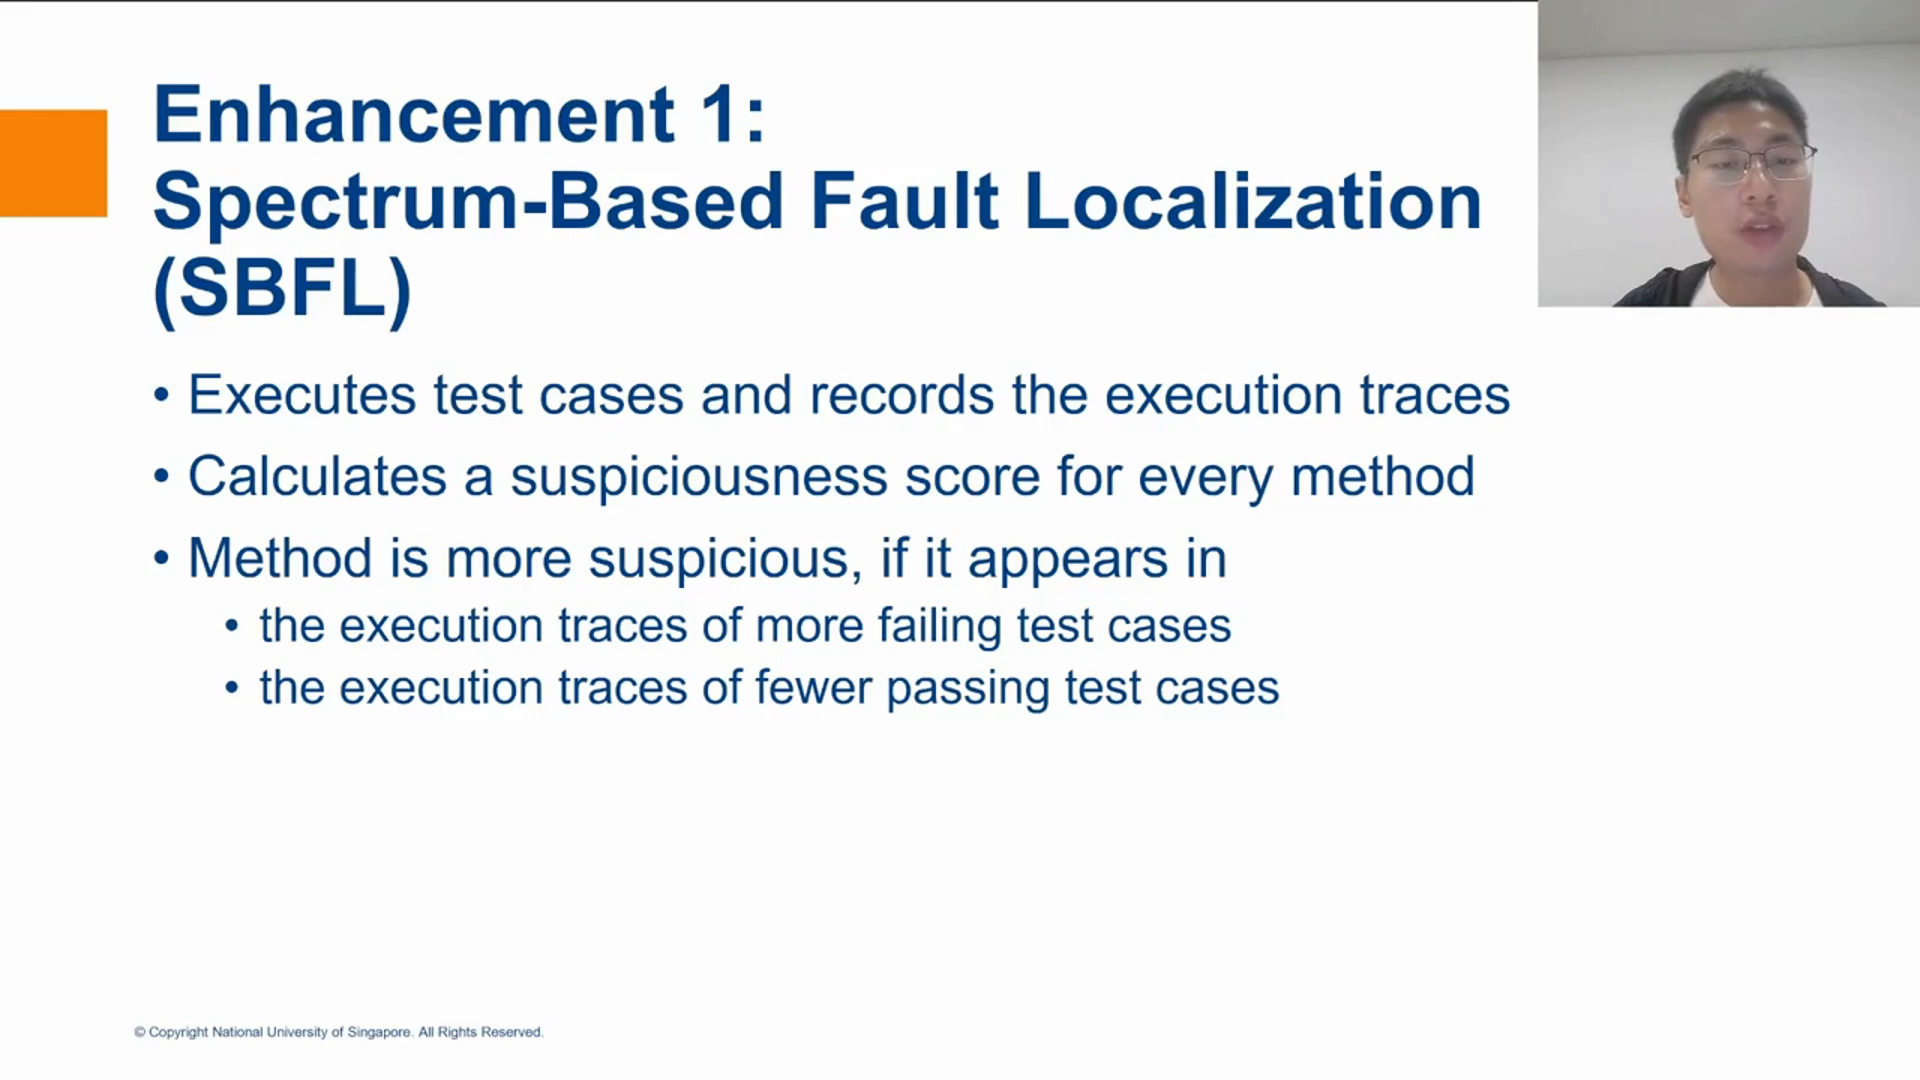 Enhancement 1:
Spectrum-Based Fault Localization
(SBFL)
• Executes test cases and records the execution traces
• Calculates a suspiciousness score for every method
• Method is more suspicious, if it appears in
• the execution traces of more failing test cases
• the execution traces of fewer passing test cases
© Copyright National University of Singapore. All Rights Reserved.